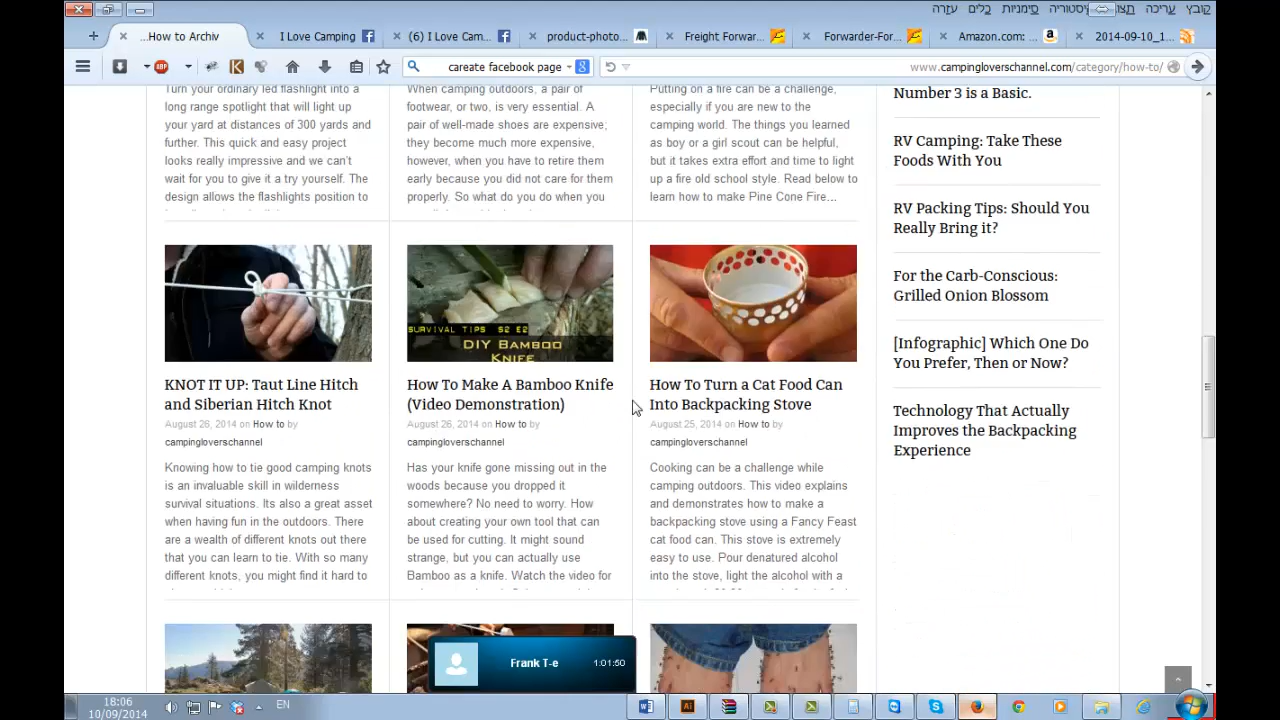 קובץ עריכה תצו יסטוריה סימניות כלים עזרה
...How to Archiv
I Love Camping
(6) I Love Cam...
product-photo...
Freight Forwar...
Forwarder-For...
Amazon.com: ...
2014-09-10_1...
ABP
K
careate facebook page
8
www.campingloverschannel.com/category/how-to/
Turn your ordinary led flashlight into a
long range spotlight that will light up
your yard at distances of 300 yards and
further. This quick and easy project
looks really impressive and we can't
wait for you to give it a try yourself. The
design allows the flashlights position to
When camping outdoors, a pair of
footwear, or two, is very essential. A
pair of well-made shoes are expensive;
they become much more expensive,
however, when you have to retire them
early because you did not care for them
properly. So what do you do when you
Putting on a fire can be a challenge,
especially if you are new to the
camping world. The things you learned
as boy or a girl scout can be helpful,
but it takes extra effort and time to light
up a fire old school style. Read below to
learn how to make Pine Cone Fire...
SURVIVAL TIPS S2 E2
DIY BAMBOO
KNIFE
KNOT IT UP: Taut Line Hitch
and Siberian Hitch Knot
August 26, 2014 on How to by
campingloverschannel
Knowing how to tie good camping knots
is an invaluable skill in wilderness
survival situations. Its also a great asset
when having fun in the outdoors. There
are a wealth of different knots out there
that you can learn to tie. With so many
different knots, you might find it hard to
How To Make A Bamboo Knife
(Video Demonstration)
August 26, 2014 on How to by
campingloverschannel
Has your knife gone missing out in the
woods because you dropped it
somewhere? No need to worry. How
about creating your own tool that can
be used for cutting. It might sound
strange, but you can actually use
Bamboo as a knife. Watch the video for
How To Turn a Cat Food Can
Into Backpacking Stove
August 25, 2014 on How to by
campingloverschannel
Cooking can be a challenge while
camping outdoors. This video explains
and demonstrates how to make a
backpacking stove using a Fancy Feast
cat food can. This stove is extremely
easy to use. Pour denatured alcohol
into the stove, light the alcohol with a
Number 3 is a Basic.
RV Camping: Take These
Foods With You
RV Packing Tips: Should You
Really Bring it?
For the Carb-Conscious:
Grilled Onion Blossom
[Infographic] Which One Do
You Prefer, Then or Now?
Technology That Actually
Improves the Backpacking
Experience
Frank T-e 1:01:50
18:06
10/09/2014
EN